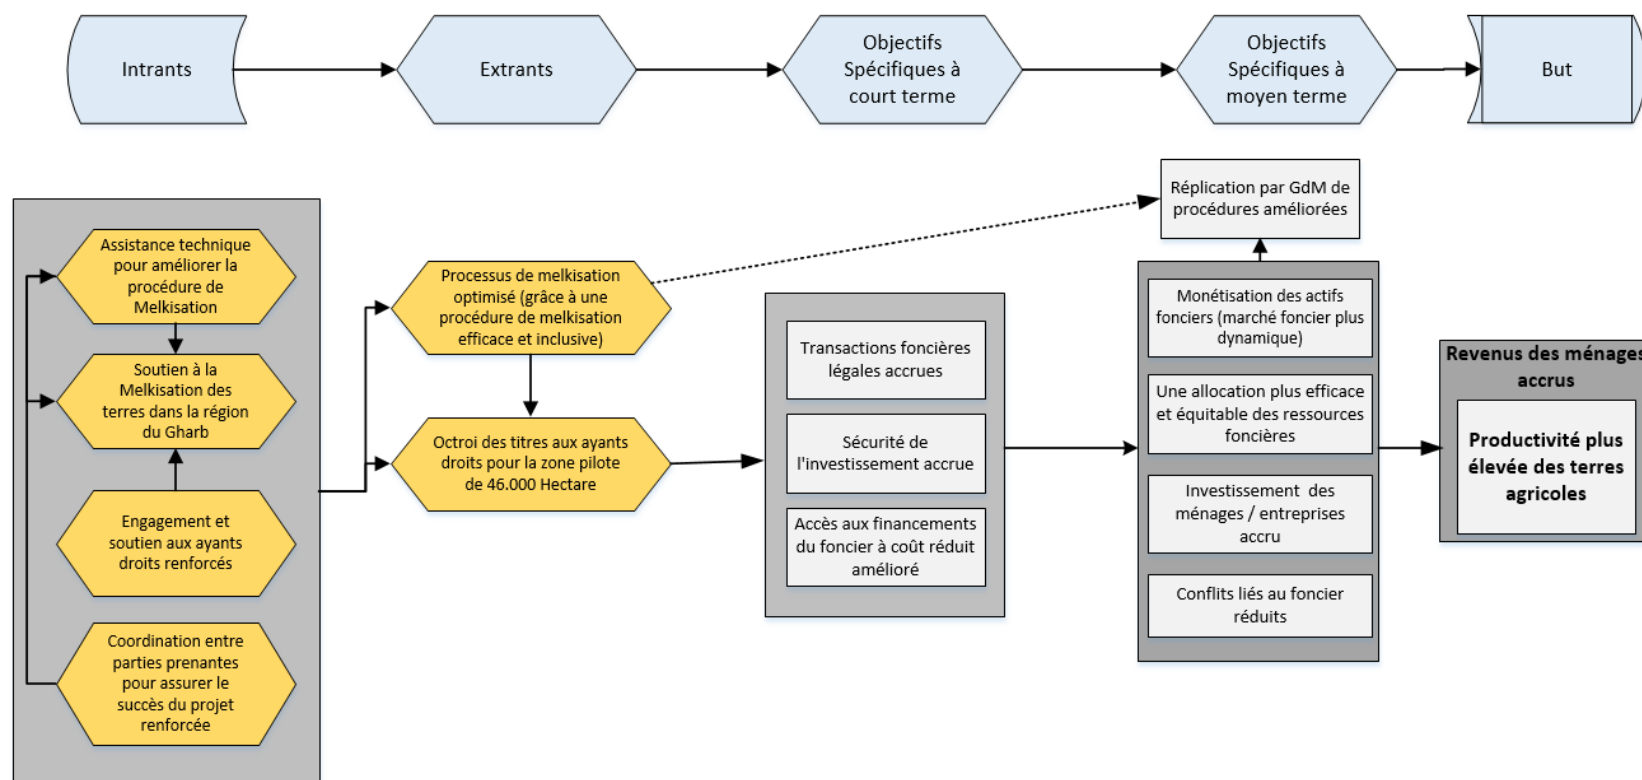 Intrants
Extrants
Objectifs
Spécifiques à
court terme
Objectifs
Spécifiques à
moyen terme
But
Assistance technique
pour améliorer la
procédure de
Melkisation
Soutien à la
Melkisation des
terres dans la région
du Gharb
Engagement et
soutien aux ayants
droits renforcés
Coordination entre
parties prenantes
pour assurer le
succès du projet
renforcée
Processus de melkisation
optimisé (grâce à une
procédure de melkisation
efficace et inclusive)
Octroi des titres aux ayants
droits pour la zone pilote
de 46.000 Hectare
Transactions foncières
légales accrues
Sécurité de
l'investissement accrue
Accès aux financements
du foncier à coût réduit
amélioré
Réplication par GdM de
procédures améliorées
Monétisation des actifs
fonciers (marché foncier plus
dynamique)
Une allocation plus efficace
et équitable des ressources
foncières
Investissement des
ménages / entreprises
accru
Conflits liés au foncier
réduits
Revenus des ménages
accrus
Productivité plus
élevée des terres
agricoles